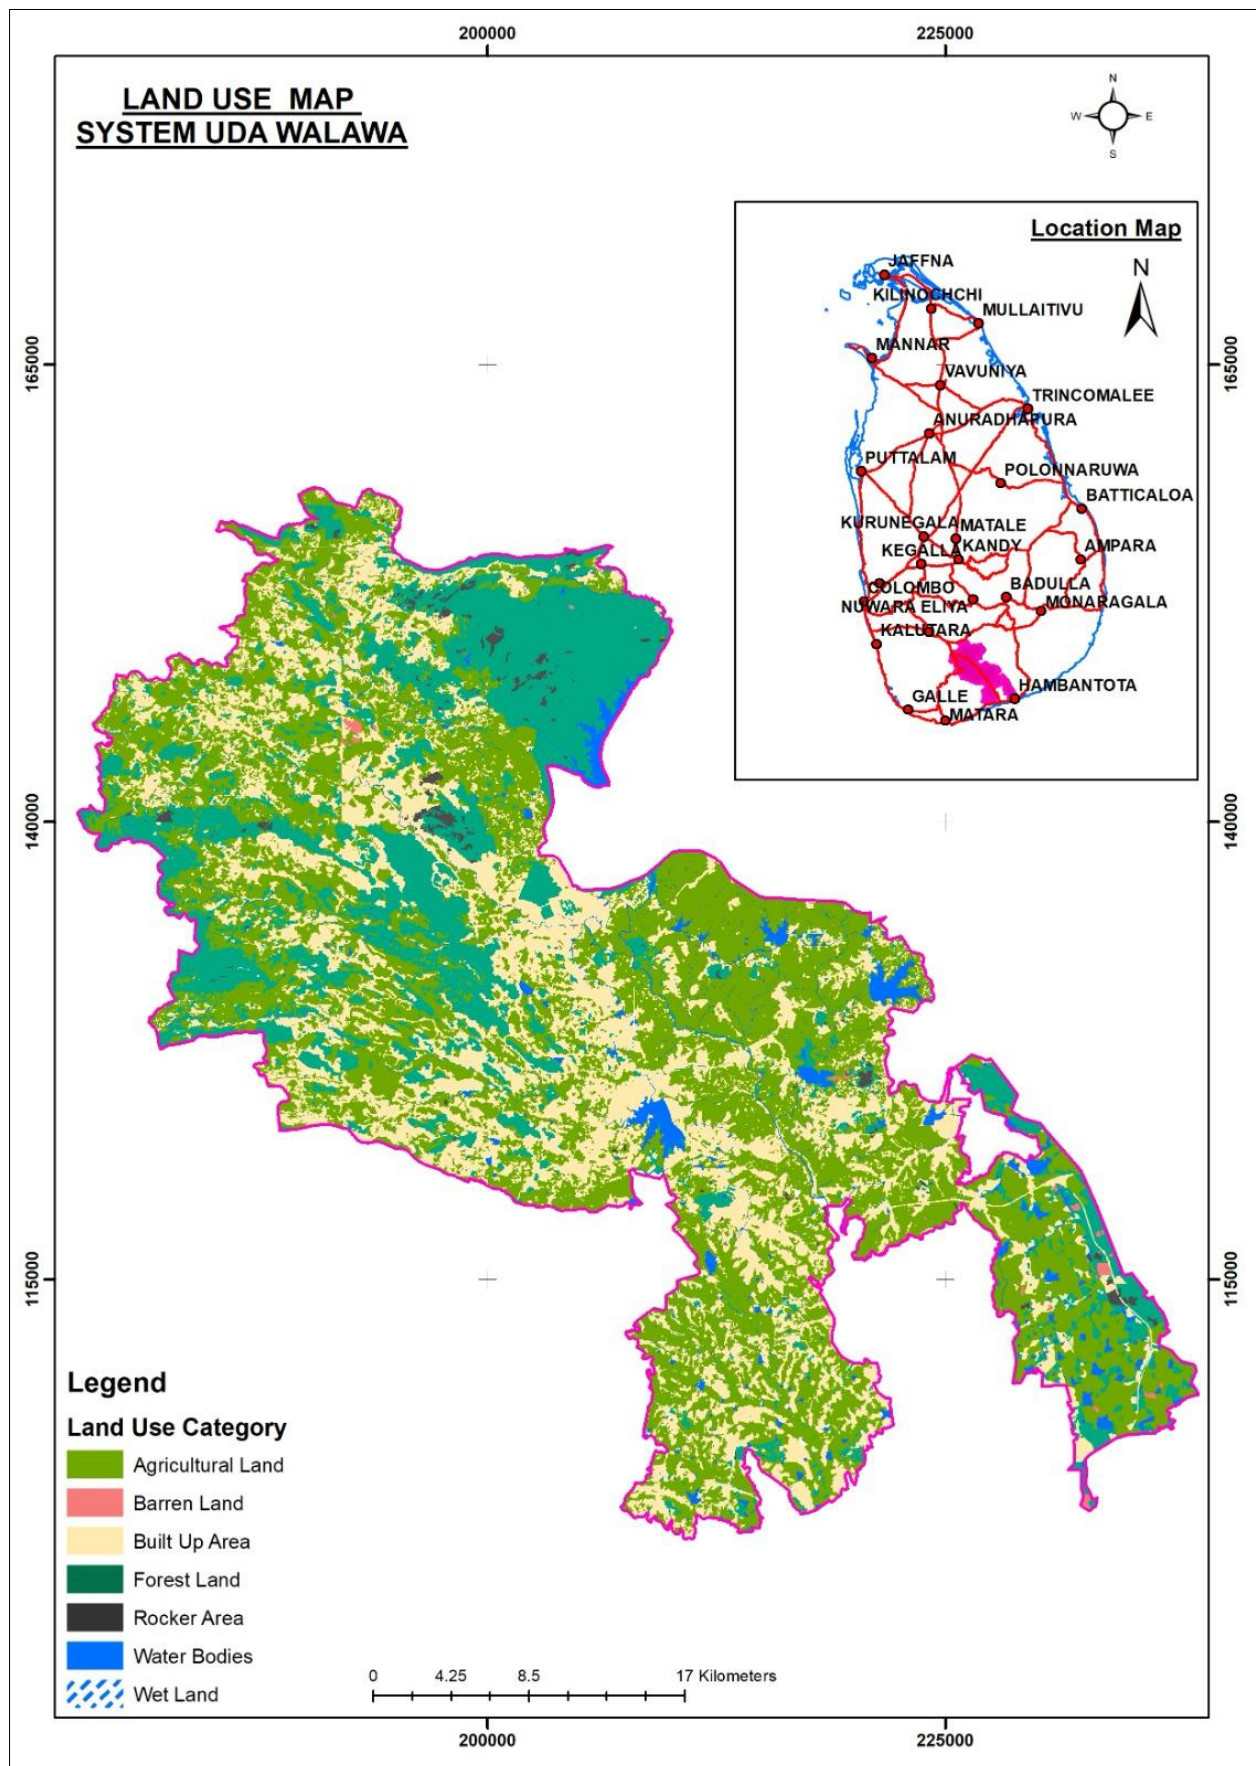 200000
225000
LAND USE MAP
SYSTEM UDA WALAWA
N
W
E
S
Location Map
N
JAFFNA
KILINOCHCHI
MULLAITIVU
MANNAR
VAVUNIYA
TRINCOMALEE
ANURADHAPURA
PUTTALAM
POLONNARUWA
BATTICALOA
KURUNEGALA
MATALE
KANDY
AMPARA
KEGALLA
COLOMBO
BADULLA
NUWARA ELIYA
MONARAGALA
KALUTARA
HAMBANTOTA
GALLE
MATARA
165000
165000
140000
140000
115000
115000
Legend
Land Use Category
Agricultural Land
Barren Land
Built Up Area
Forest Land
Rocker Area
Water Bodies
Wet Land
0 4.25 8.5 17 Kilometers
200000
225000